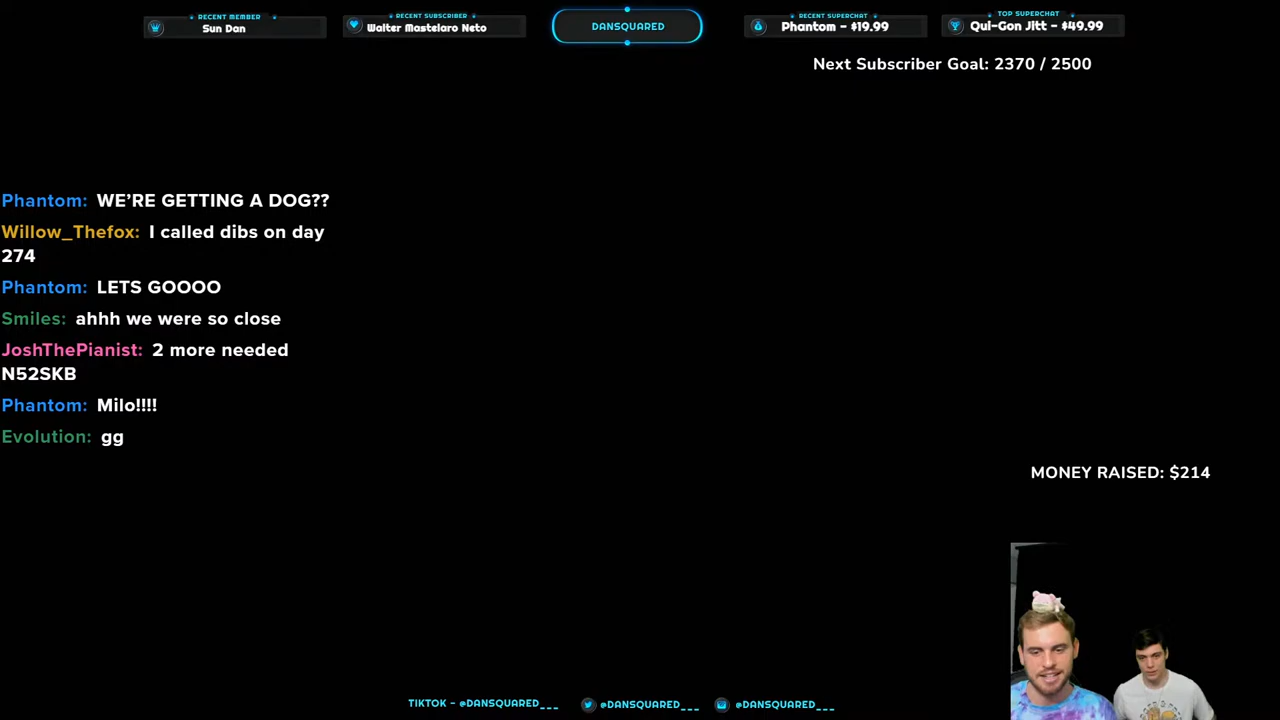 RECENT MEMBER
Sun Dan
RECENT SUBSCRIBER
Walter Mastelaro Neto
DANSQUARED
RECENT SUPERCHAT
Phantom - $19.99
TOP SUPERCHAT
Qui-Gon Jitt - $49.99
Next Subscriber Goal: 2370 / 2500
Phantom: WE'RE GETTING A DOG??
Willow_Thefox: I called dibs on day
274
Phantom: LETS GOOOO
Smiles: ahhh we were so close
JoshThePianist: 2 more needed
N52SKB
Phantom: Milo!!!!
Evolution: gg
MONEY RAISED: $214
TIKTOK - @DANSQUARED___ @DANSQUARED___ @DANSQUARED___